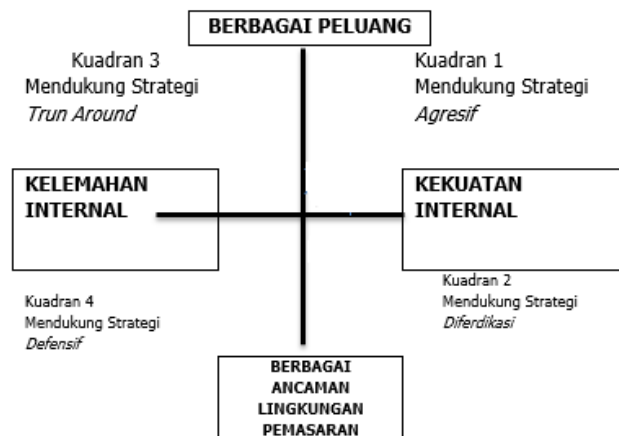 BERBAGAI PELUANG
Kuadran 3
Mendukung Strategi
Trun Around
Kuadran 1
Mendukung Strategi
Agresif
KELEMAHAN
INTERNAL
KEKUATAN
INTERNAL
Kuadran 4
Mendukung Strategi
Defensif
Kuadran 2
Mendukung Strategi
Diferdikasi
BERBAGAI
ANCAMAN
LINGKUNGAN
PEMASARAN